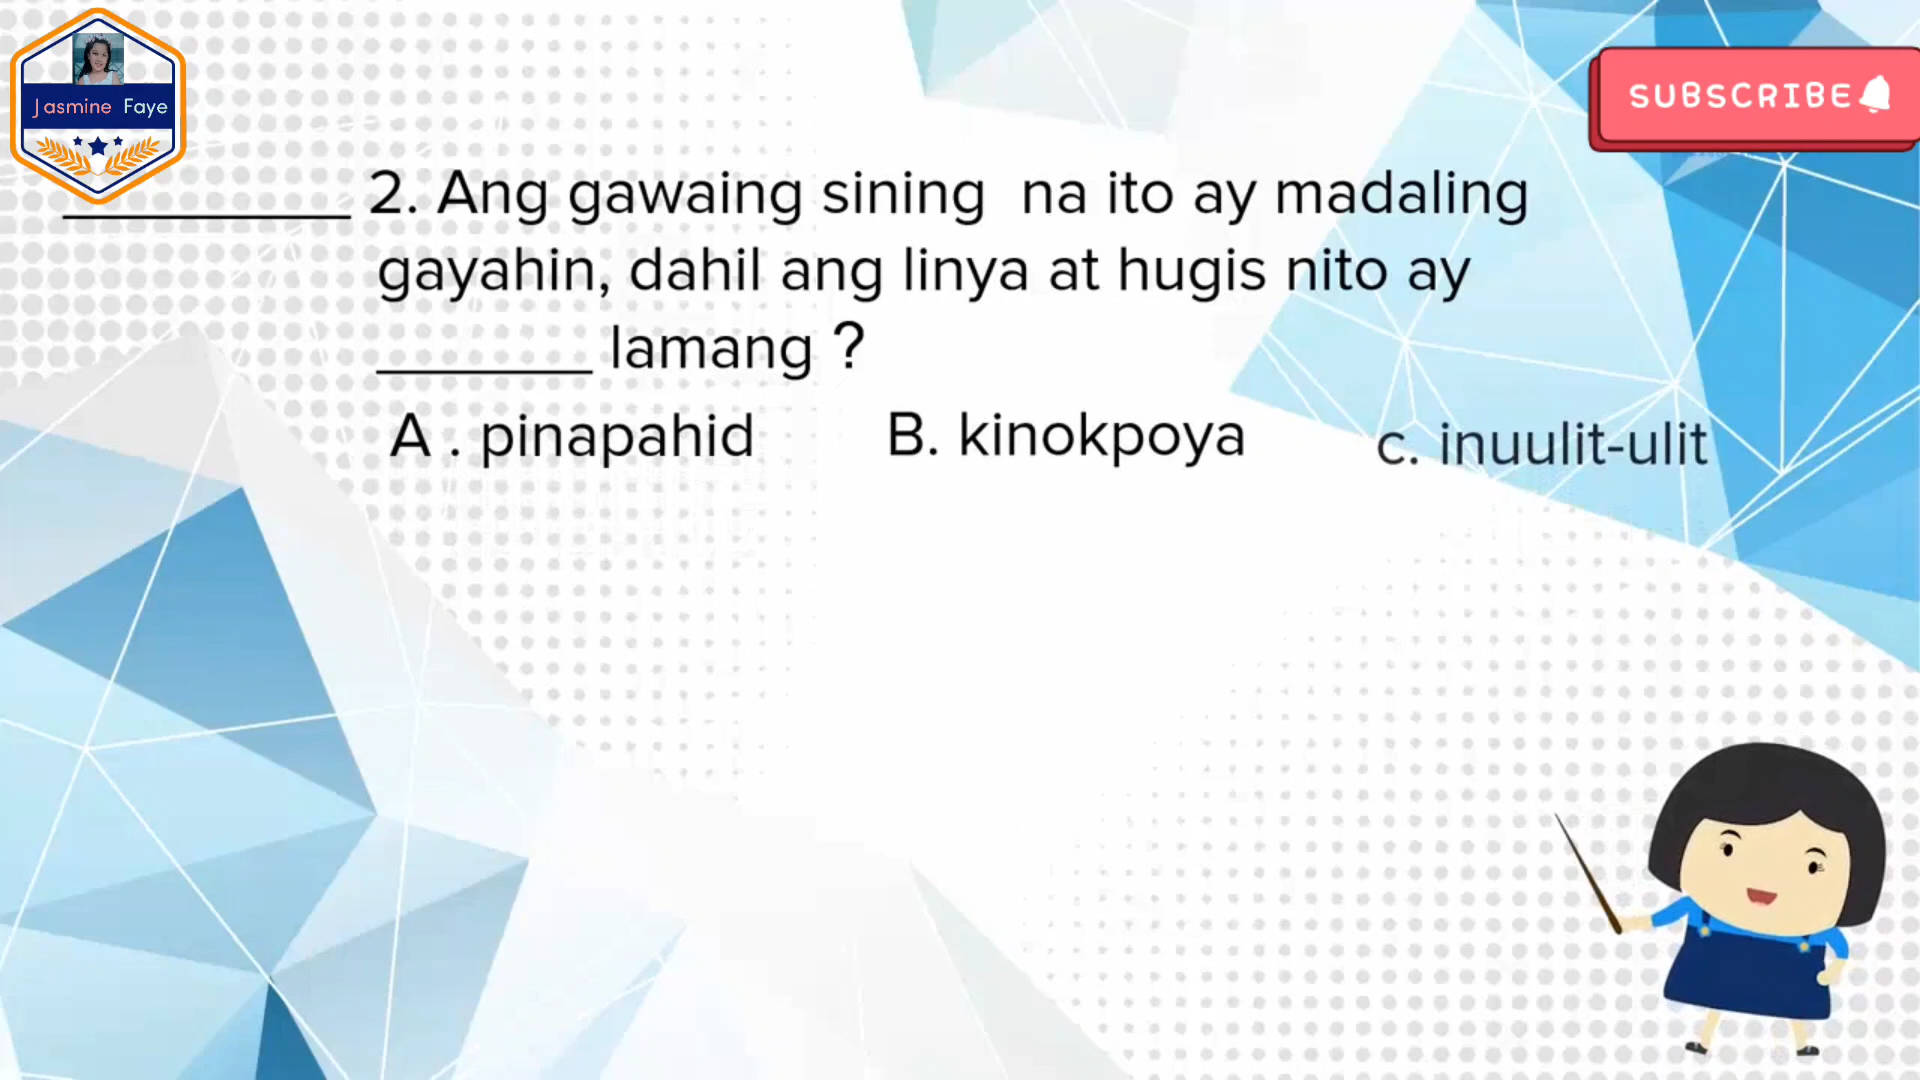 Jasmine Faye
SUBSCRIBE
__________ 2. Ang gawaing sining na ito ay madaling
gayahin, dahil ang linya at hugis nito ay
_______ lamang ?
A . pinapahid B. kinokpoya c. inuulit-ulit